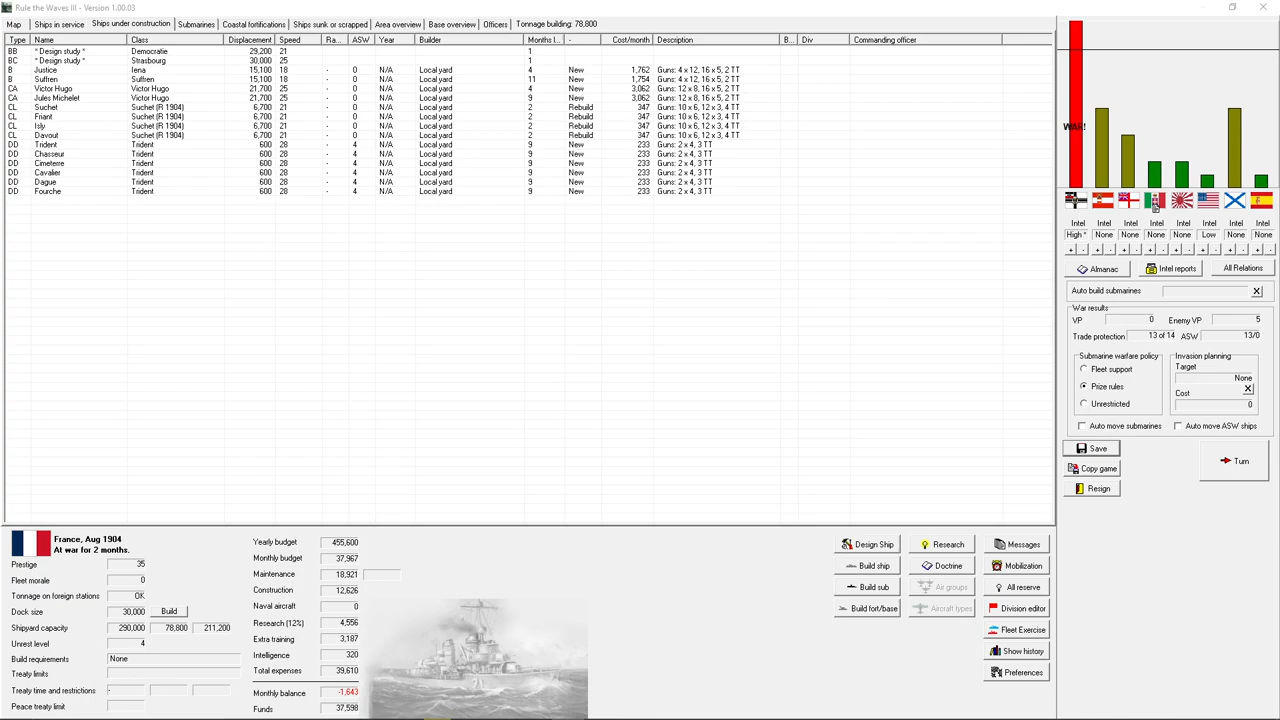 Rule the Waves III - Version 1.00.03
Map Ships in service Ships under construction Submarines Coastal fortifications Ships sunk or scrapped Area overview Base overview Officers Tonnage building: 78,800
Type Name Class Displacement Speed Ra... ASW Year Builder Months l... - Cost/month Description B... Div Commanding officer
BB * Design study * Democratie 29,200 21 1
BC * Design study * Strasbourg 30,000 25 1
B Justice Iena 15,100 18 - 0 N/A Local yard 4 New 1,762 Guns: 4 x 12, 16 x 5, 2 TT
B Suffren Suffren 15,100 18 - 0 N/A Local yard 11 New 1,754 Guns: 4 x 12, 16 x 5, 2 TT
CA Victor Hugo Victor Hugo 21,700 25 - 0 N/A Local yard 4 New 3,062 Guns: 12 x 8, 16 x 5, 2 TT
CA Jules Michelet Victor Hugo 21,700 25 - 0 N/A Local yard 9 New 3,062 Guns: 12 x 8, 16 x 5, 2 TT
CL Suchet Suchet (R 1904) 6,700 21 - 0 N/A Local yard 2 Rebuild 347 Guns: 10 x 6, 12 x 3, 4 TT
CL Friant Suchet (R 1904) 6,700 21 - 0 N/A Local yard 2 Rebuild 347 Guns: 10 x 6, 12 x 3, 4 TT
CL Isly Suchet (R 1904) 6,700 21 - 0 N/A Local yard 2 Rebuild 347 Guns: 10 x 6, 12 x 3, 4 TT
CL Davout Suchet (R 1904) 6,700 21 - 0 N/A Local yard 2 Rebuild 347 Guns: 10 x 6, 12 x 3, 4 TT
DD Trident Trident 600 28 - 4 N/A Local yard 9 New 233 Guns: 2 x 4, 3 TT
DD Chasseur Trident 600 28 - 4 N/A Local yard 9 New 233 Guns: 2 x 4, 3 TT
DD Cimeterre Trident 600 28 - 4 N/A Local yard 9 New 233 Guns: 2 x 4, 3 TT
DD Cavalier Trident 600 28 - 4 N/A Local yard 9 New 233 Guns: 2 x 4, 3 TT
DD Dague Trident 600 28 - 4 N/A Local yard 9 New 233 Guns: 2 x 4, 3 TT
DD Fourche Trident 600 28 - 4 N/A Local yard 9 New 233 Guns: 2 x 4, 3 TT
WAR!
Intel Intel Intel Intel Intel Intel Intel Intel
High * None None None None Low None None
+ - + - + - + - + - + - + - + -
Almanac Intel reports All Relations
Auto build submarines X
War results
VP 0 Enemy VP 5
Trade protection 13 of 14 ASW 13/0
Submarine warfare policy
Fleet support
Prize rules
Unrestricted
Invasion planning
Target
None
Cost X
0
Auto move submarines Auto move ASW ships
Save
Copy game
Resign
Turn
France, Aug 1904
At war for 2 months.
Prestige 35
Fleet morale 0
Tonnage on foreign stations OK
Dock size 30,000 Build
Shipyard capacity 290,000 78,800 211,200
Unrest level 4
Build requirements None
Treaty limits
Treaty time and restrictions -
Peace treaty limit
Yearly budget 455,600
Monthly budget 37,967
Maintenance 18,921
Construction 12,626
Naval aircraft 0
Research (12%) 4,556
Extra training 3,187
Intelligence 320
Total expenses 39,610
Monthly balance -1,643
Funds 37,598
Design Ship Research Messages
Build ship Doctrine Mobilization
Build sub Air groups All reserve
Build fort/base Aircraft types Division editor
Fleet Exercise
Show history
Preferences